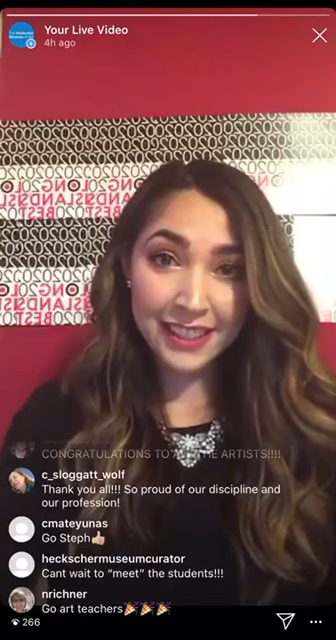 Your Live Video
4h ago
CONGRATULATIONS TO ALL THE ARTISTS!!!!
c_sloggatt_wolf
Thank you all!!! So proud of our discipline and
our profession!
cmateyunas
Go Steph👍🏻
heckschermuseumcurator
Cant wait to “meet” the students!!!
nrichner
Go art teachers🎉🎉🎉
266